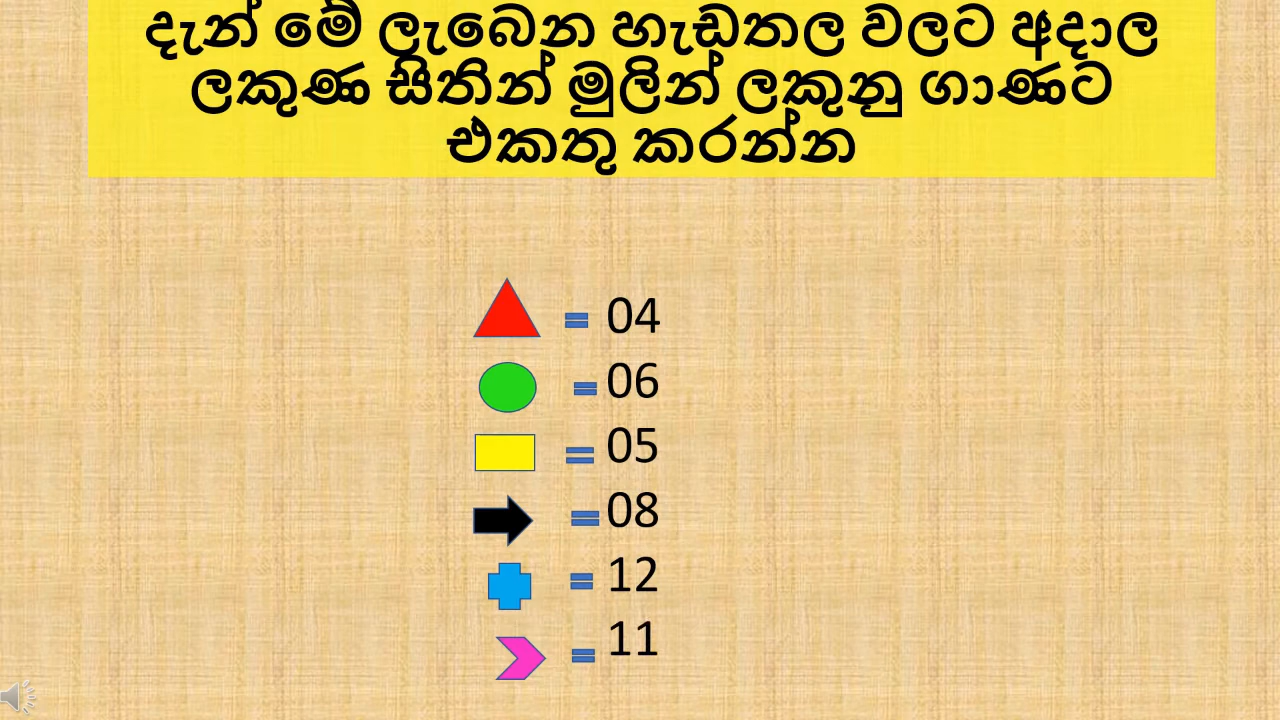 දැන් මේ ලැබෙන හැඩතල වලට අදාල
ලකුණ සිතින් මුලින් ලකුනු ගාණට
එකතු කරන්න
= 04
= 06
= 05
= 08
= 12
= 11